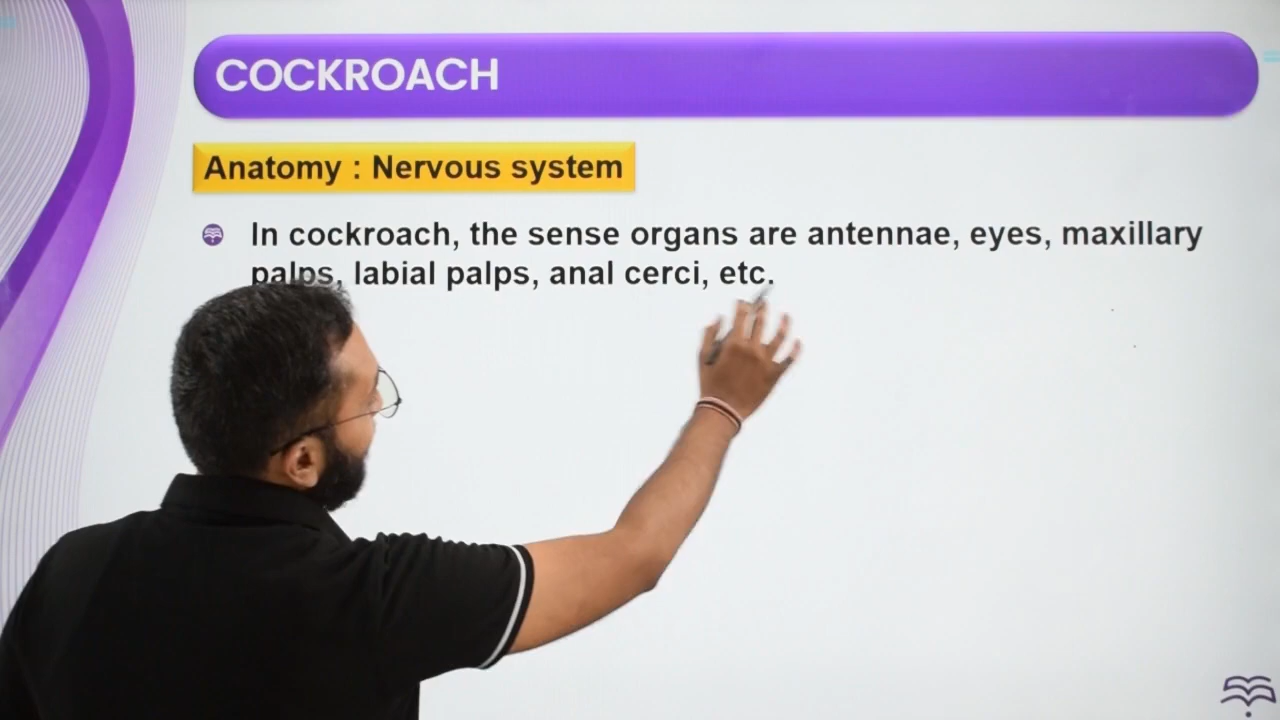 COCKROACH
Anatomy : Nervous system
In cockroach, the sense organs are antennae, eyes, maxillary
palps, labial palps, anal cerci, etc.